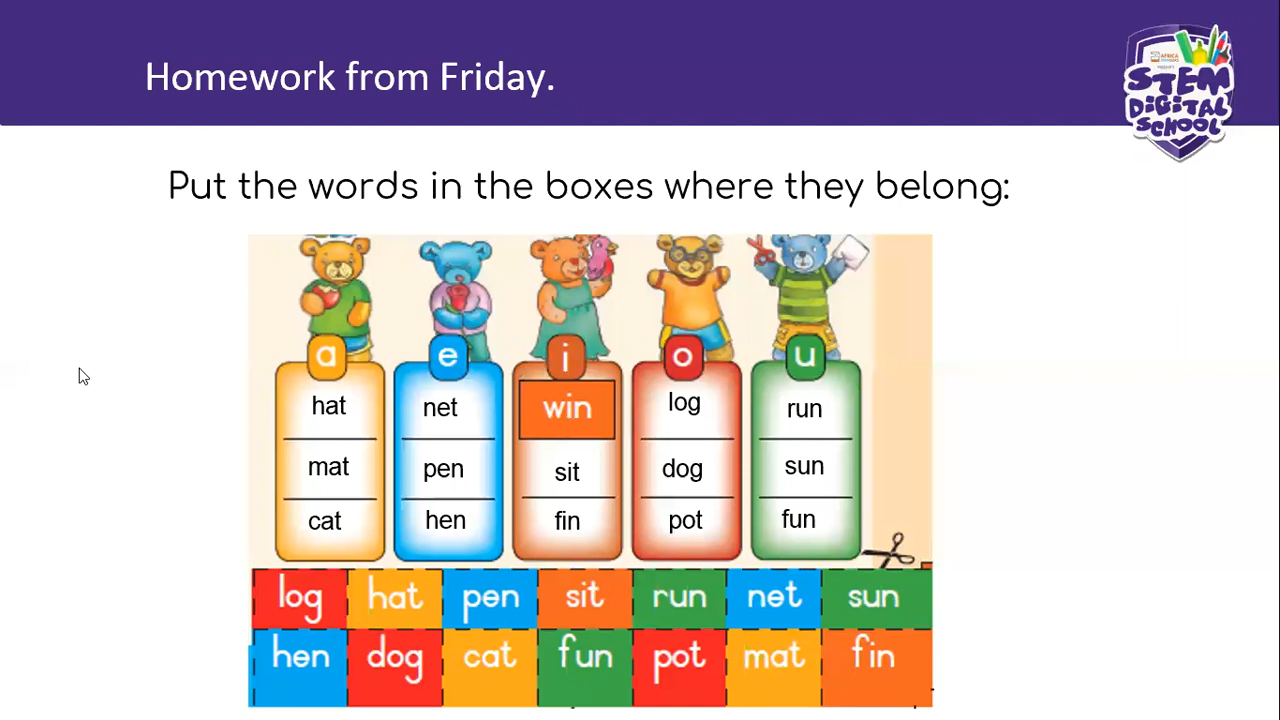 Homework from Friday.
AFRICA
STEM
DiGiTAL
SCHOOL
Put the words in the boxes where they belong:
a e i o u
hat net win log run
mat pen sit dog sun
cat hen fin pot fun
log hat pen sit run net sun
hen dog cat fun pot mat fin